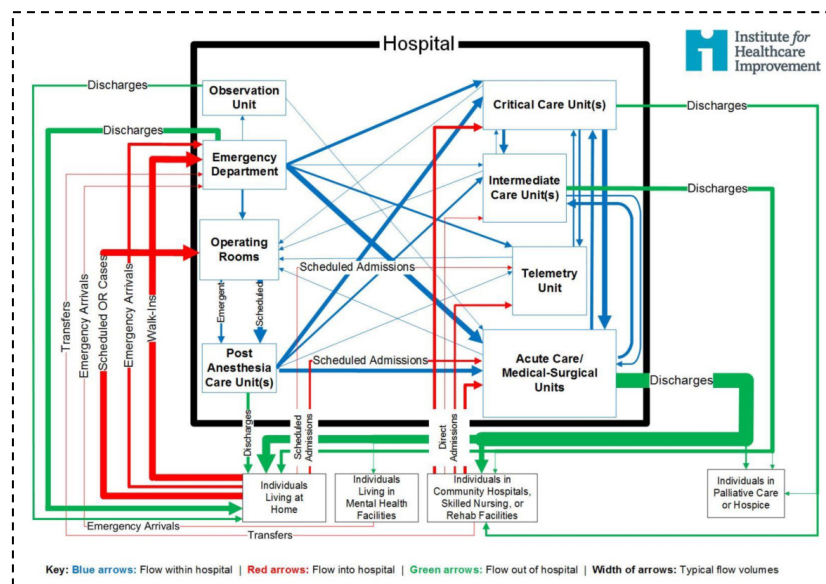 Hospital
Institute for
Healthcare
Improvement
Discharges
Observation
Unit
Critical Care Unit(s)
Discharges
Discharges
Emergency
Department
Intermediate
Care Unit(s)
Discharges
Operating
Rooms
Scheduled Admissions
Telemetry
Unit
Transfers
Emergency Arrivals
Scheduled OR Cases
Emergency Arrivals
Walk-Ins
Emergent
Scheduled
Post
Anesthesia
Care Unit(s)
Scheduled Admissions
Acute Care/
Medical-Surgical
Units
Discharges
Discharges
Scheduled
Admissions
Direct
Admissions
Individuals
Living at
Home
Individuals
Living in
Mental Health
Facilities
Individuals in
Community Hospitals,
Skilled Nursing, or
Rehab Facilities
Individuals in
Palliative Care
or Hospice
Emergency Arrivals
Transfers
Key: Blue arrows: Flow within hospital | Red arrows: Flow into hospital | Green arrows: Flow out of hospital | Width of arrows: Typical flow volumes